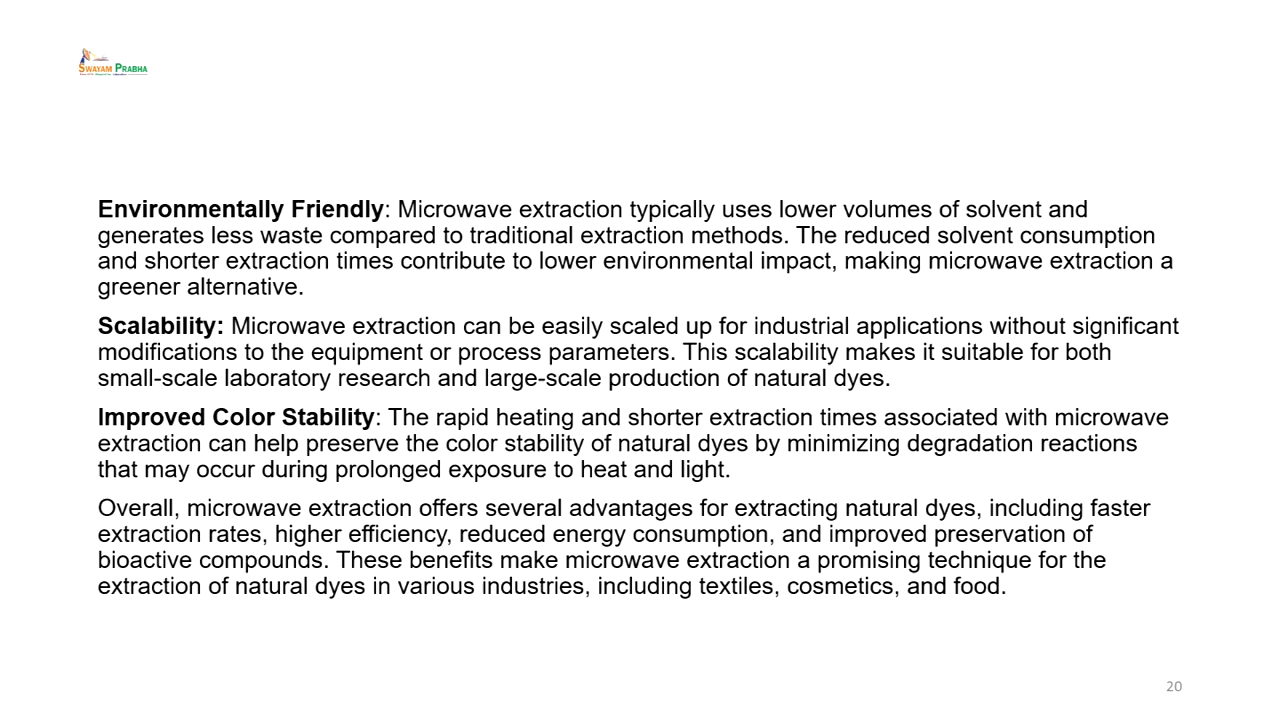 SWAYAM PRABHA
Environmentally Friendly: Microwave extraction typically uses lower volumes of solvent and
generates less waste compared to traditional extraction methods. The reduced solvent consumption
and shorter extraction times contribute to lower environmental impact, making microwave extraction a
greener alternative.
Scalability: Microwave extraction can be easily scaled up for industrial applications without significant
modifications to the equipment or process parameters. This scalability makes it suitable for both
small-scale laboratory research and large-scale production of natural dyes.
Improved Color Stability: The rapid heating and shorter extraction times associated with microwave
extraction can help preserve the color stability of natural dyes by minimizing degradation reactions
that may occur during prolonged exposure to heat and light.
Overall, microwave extraction offers several advantages for extracting natural dyes, including faster
extraction rates, higher efficiency, reduced energy consumption, and improved preservation of
bioactive compounds. These benefits make microwave extraction a promising technique for the
extraction of natural dyes in various industries, including textiles, cosmetics, and food.
20